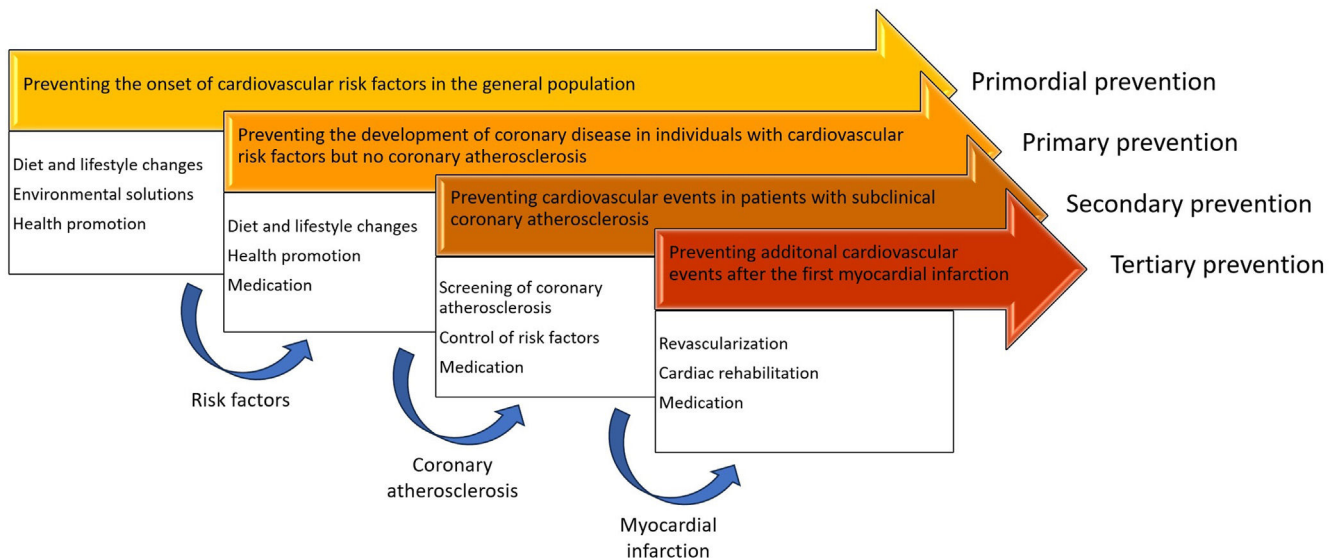 Preventing the onset of cardiovascular risk factors in the general population
Primordial prevention
Diet and lifestyle changes
Environmental solutions
Health promotion
Preventing the development of coronary disease in individuals with cardiovascular
risk factors but no coronary atherosclerosis
Primary prevention
Diet and lifestyle changes
Health promotion
Medication
Preventing cardiovascular events in patients with subclinical
coronary atherosclerosis
Secondary prevention
Screening of coronary
atherosclerosis
Control of risk factors
Medication
Preventing additonal cardiovascular
events after the first myocardial infarction
Tertiary prevention
Revascularization
Cardiac rehabilitation
Medication
Risk factors
Coronary
atherosclerosis
Myocardial
infarction